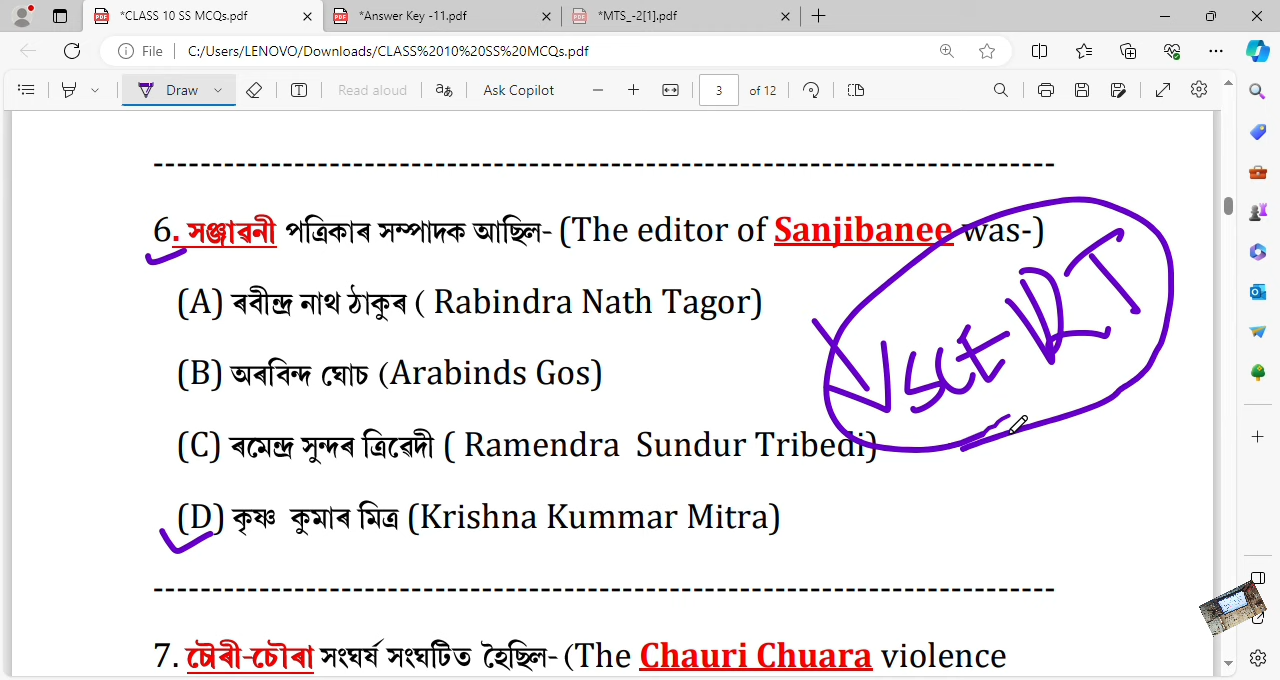 *CLASS 10 SS MCQs.pdf *Answer Key -11.pdf *MTS_-2[1].pdf
File C:/Users/LENOVO/Downloads/CLASS%2010%20SS%20MCQs.pdf
Draw Read aloud Ask Copilot 3 of 12
6. সঞ্জাৱনী পত্ৰিকাৰ সম্পাদক আছিল- (The editor of Sanjibanee was-)
(A) ৰবীন্দ্ৰ নাথ ঠাকুৰ ( Rabindra Nath Tagor)
(B) অৰবিন্দ ঘোচ (Arabinds Gos)
(C) ৰমেন্দ্ৰ সুন্দৰ ত্ৰিৱেদী ( Ramendra Sundur Tribedi)
(D) কৃষ্ণ কুমাৰ মিত্ৰ (Krishna Kummar Mitra)
7. চৌৰী-চৌৰা সংঘৰ্ষ সংঘটিত হৈছিল- (The Chauri Chuara violence